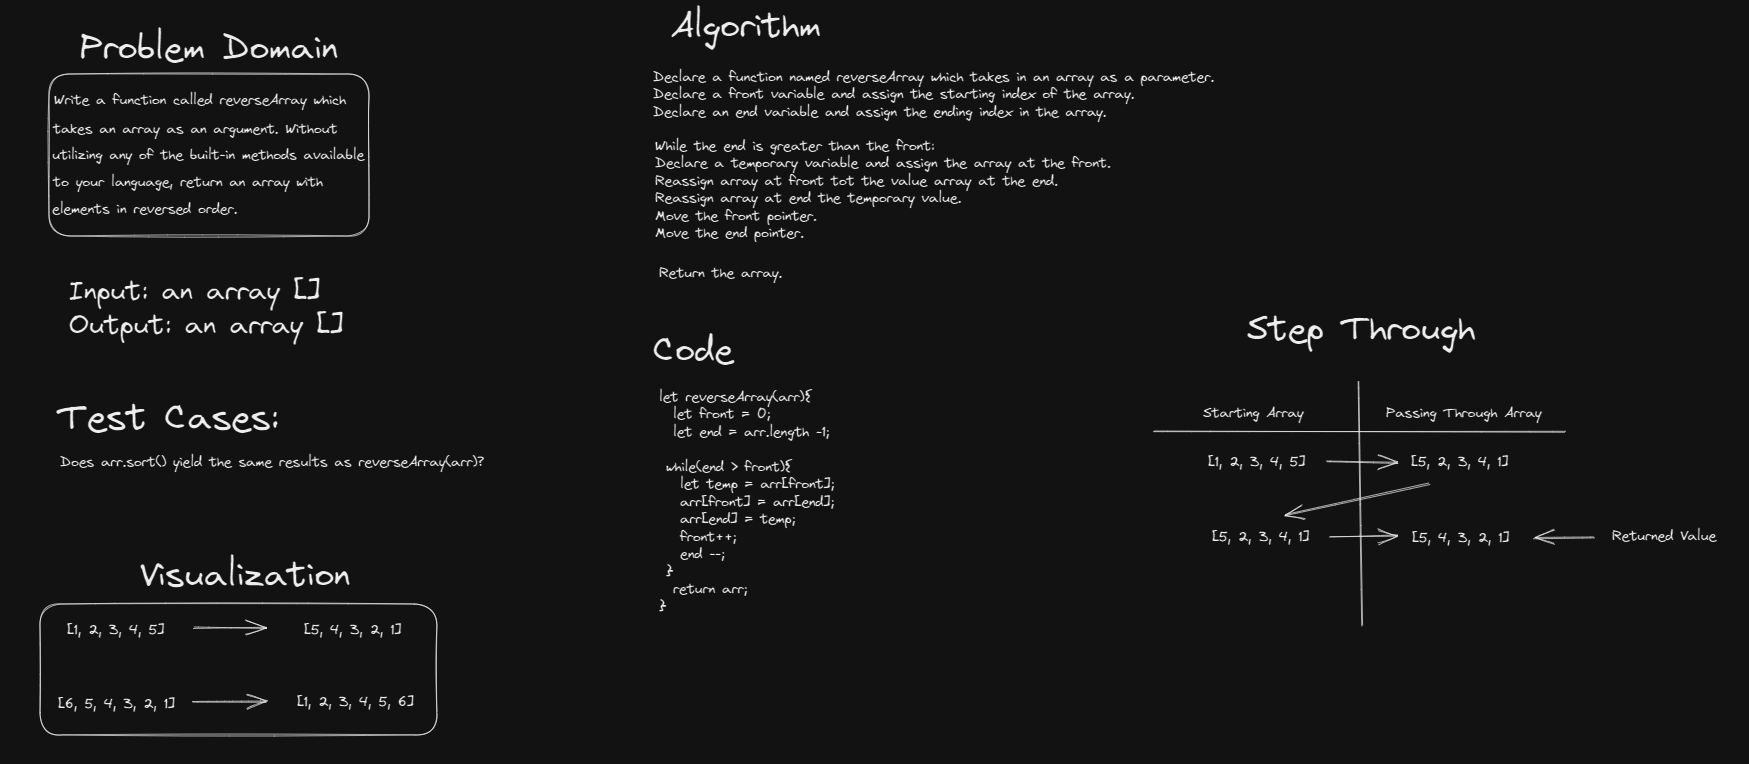 Problem Domain
Write a function called reverseArray which
takes an array as an argument. Without
utilizing any of the built-in methods available
to your language, return an array with
elements in reversed order.
Input: an array []
Output: an array []
Test Cases:
Does arr.sort() yield the same results as reverseArray(arr)?
Visualization
[1, 2, 3, 4, 5]
[5, 4, 3, 2, 1]
[6, 5, 4, 3, 2, 1]
[1, 2, 3, 4, 5, 6]
Algorithm
Declare a function named reverseArray which takes in an array as a parameter.
Declare a front variable and assign the starting index of the array.
Declare an end variable and assign the ending index in the array.
While the end is greater than the front:
Declare a temporary variable and assign the array at the front.
Reassign array at front tot the value array at the end.
Reassign array at end the temporary value.
Move the front pointer.
Move the end pointer.
Return the array.
Code
let reverseArray(arr){
let front = 0;
let end = arr.length -1;
while(end > front){
let temp = arr[front];
arr[front] = arr[end];
arr[end] = temp;
front++;
end --;
}
return arr;
}
Step Through
Starting Array
Passing Through Array
[1, 2, 3, 4, 5]
[5, 2, 3, 4, 1]
[5, 2, 3, 4, 1]
[5, 4, 3, 2, 1]
Returned Value